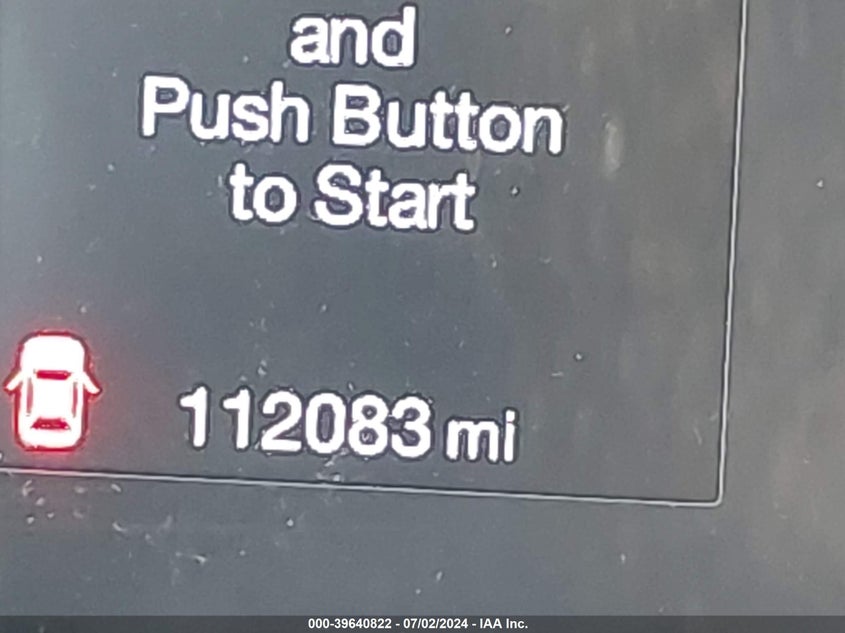 and
Push Button
to Start
112083 mi
000-39640822 - 07/02/2024 - IAA Inc.